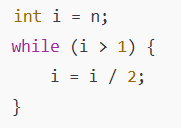 int i = n;
while (i > 1) {
    i = i / 2;
}